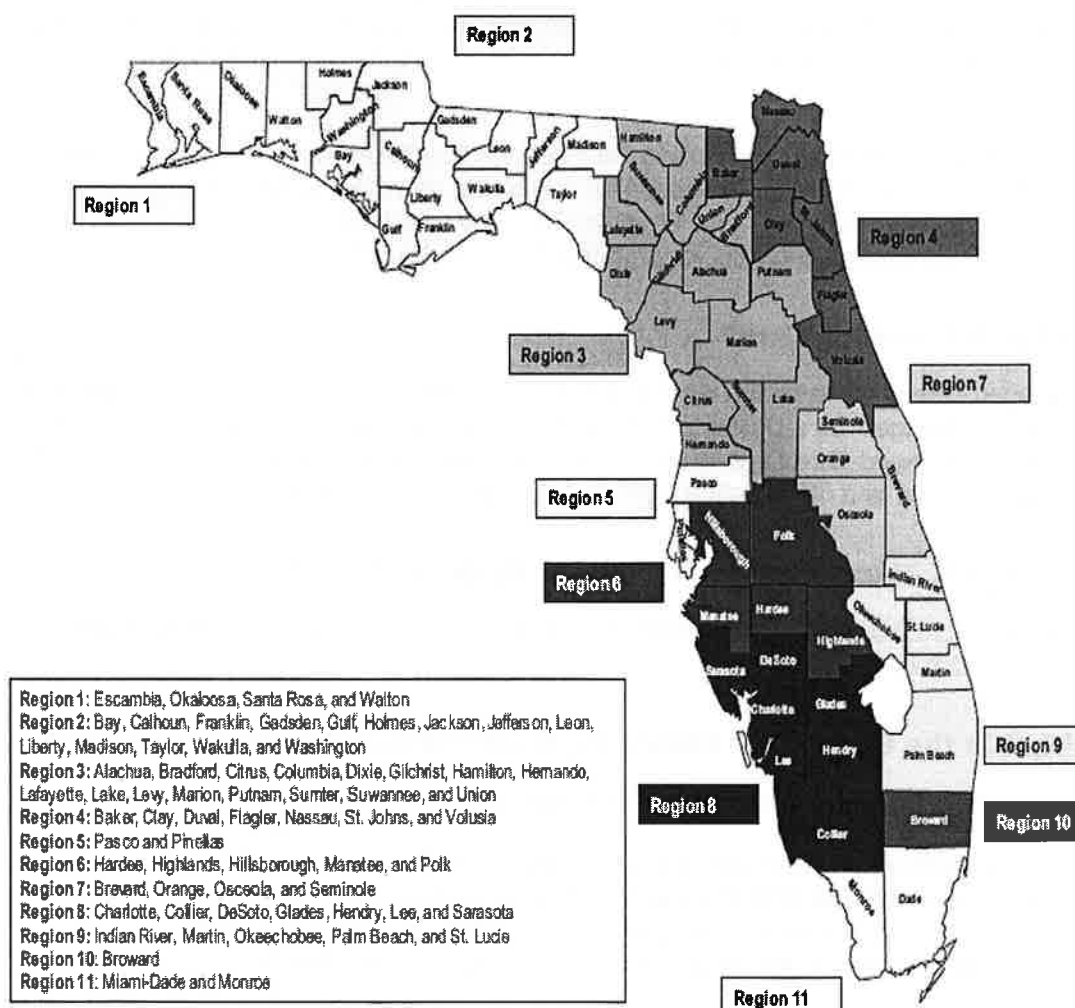 Region 2
Escambia
Santa Rosa
Okaloosa
Walton
Holmes
Jackson
Washington
Bay
Calhoun
Gulf
Gadsden
Liberty
Franklin
Leon
Wakulla
Jefferson
Madison
Taylor
Hamilton
Suwannee
Lafayette
Columbia
Dixie
Gilchrist
Baker
Union
Bradford
Alachua
Nassau
Duval
Clay
St. Johns
Putnam
Flagler
Region 1
Region 4
Levy
Marion
Volusia
Region 3
Region 7
Citrus
Sumter
Lake
Seminole
Hernando
Orange
Brevard
Pasco
Region 5
Pinellas
Hillsborough
Polk
Osceola
Region 6
Indian River
Manatee
Hardee
Highlands
Okeechobee
St. Lucie
Sarasota
DeSoto
Martin
Charlotte
Glades
Lee
Hendry
Palm Beach
Region 9
Region 8
Collier
Broward
Region 10
Monroe
Dade
Region 11
Region 1: Escambia, Okaloosa, Santa Rosa, and Walton
Region 2: Bay, Calhoun, Franklin, Gadsden, Gulf, Holmes, Jackson, Jefferson, Leon,
Liberty, Madison, Taylor, Wakulla, and Washington
Region 3: Alachua, Bradford, Citrus, Columbia, Dixie, Gilchrist, Hamilton, Hernando,
Lafayette, Lake, Levy, Marion, Putnam, Sumter, Suwannee, and Union
Region 4: Baker, Clay, Duval, Flagler, Nassau, St. Johns, and Volusia
Region 5: Pasco and Pinellas
Region 6: Hardee, Highlands, Hillsborough, Manatee, and Polk
Region 7: Brevard, Orange, Osceola, and Seminole
Region 8: Charlotte, Collier, DeSoto, Glades, Hendry, Lee, and Sarasota
Region 9: Indian River, Martin, Okeechobee, Palm Beach, and St. Lucie
Region 10: Broward
Region 11: Miami-Dade and Monroe